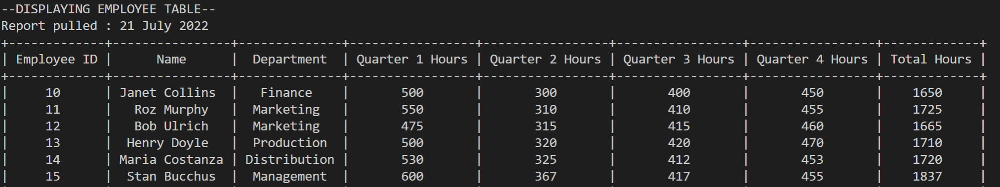 --DISPLAYING EMPLOYEE TABLE--
Report pulled : 21 July 2022
+-------------+----------------+--------------+-----------------+-----------------+-----------------+-----------------+-------------+
| Employee ID |      Name      |  Department  | Quarter 1 Hours | Quarter 2 Hours | Quarter 3 Hours | Quarter 4 Hours | Total Hours |
+-------------+----------------+--------------+-----------------+-----------------+-----------------+-----------------+-------------+
|     10      | Janet Collins  |   Finance    |       500       |       300       |       400       |       450       |    1650     |
|     11      |   Roz Murphy   |  Marketing   |       550       |       310       |       410       |       455       |    1725     |
|     12      |   Bob Ulrich   |  Marketing   |       475       |       315       |       415       |       460       |    1665     |
|     13      |  Henry Doyle   |  Production  |       500       |       320       |       420       |       470       |    1710     |
|     14      | Maria Costanza | Distribution |       530       |       325       |       412       |       453       |    1720     |
|     15      |  Stan Bucchus  |  Management  |       600       |       367       |       417       |       455       |    1837     |